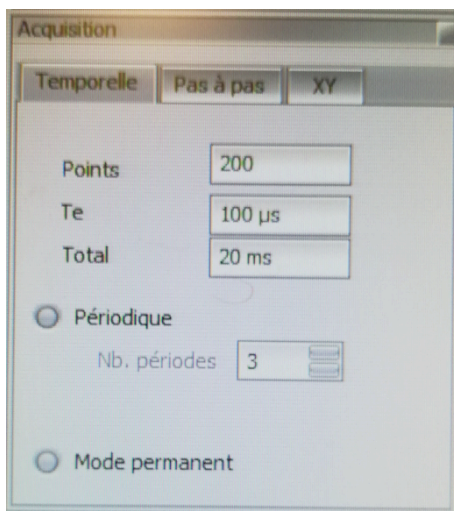 Acquisition
Temporelle Pas à pas XY
Points 200
Te 100 µs
Total 20 ms
Périodique
Nb. périodes 3
Mode permanent